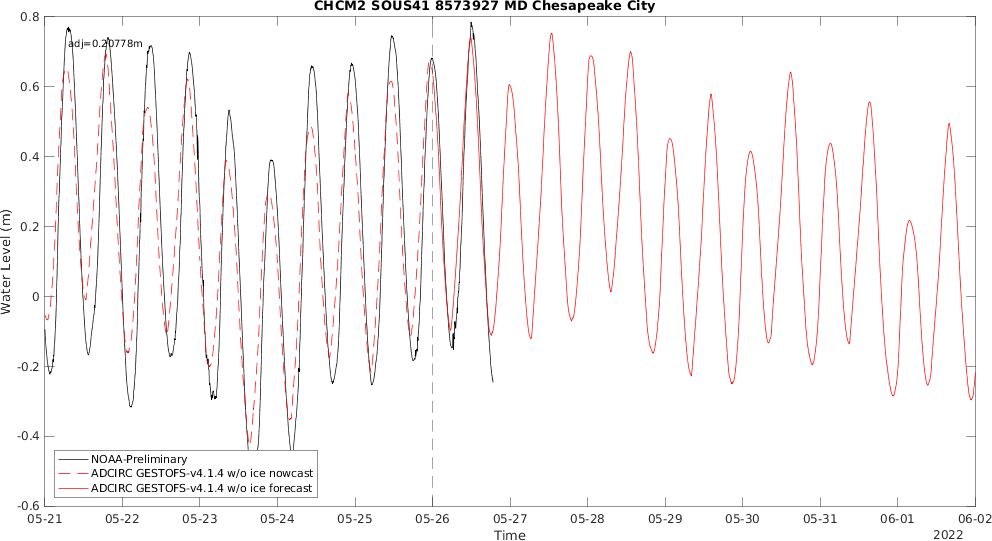 CHCM2 SOUS41 8573927 MD Chesapeake City
adj=0.20778m
Water Level (m)
0.8
0.6
0.4
0.2
0
-0.2
-0.4
-0.6
NOAA-Preliminary
ADCIRC GESTOFS-v4.1.4 w/o ice nowcast
ADCIRC GESTOFS-v4.1.4 w/o ice forecast
05-21 05-22 05-23 05-24 05-25 05-26 05-27 05-28 05-29 05-30 05-31 06-01 06-02
Time
2022